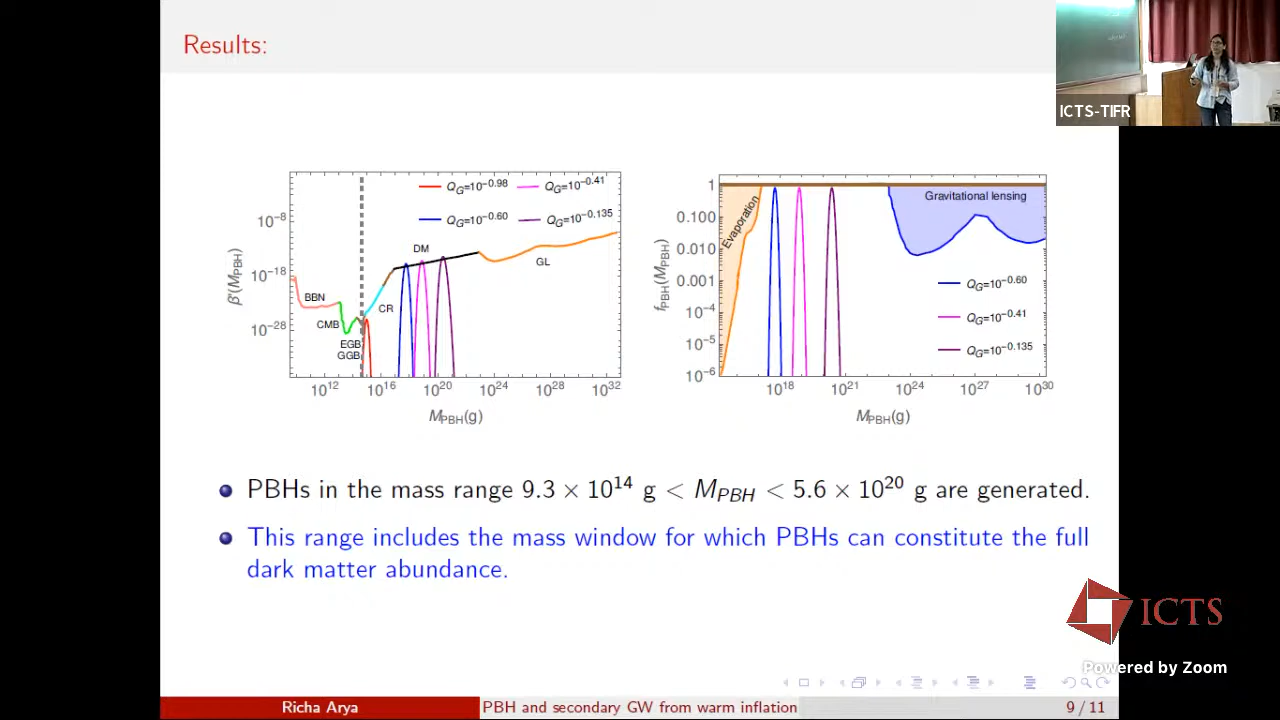 Results:
ICTS-TIFR
Q_G=10^-0.98 Q_G=10^-0.41
Q_G=10^-0.60 Q_G=10^-0.135
10^-8
10^-18
10^-28
β'(M_PBH)
BBN
CMB
EGB
GGB
CR
DM
GL
10^12 10^16 10^20 10^24 10^28 10^32
M_PBH(g)
1
0.100
0.010
0.001
10^-4
10^-5
10^-6
f_PBH(M_PBH)
Evaporation
Gravitational lensing
Q_G=10^-0.60
Q_G=10^-0.41
Q_G=10^-0.135
10^18 10^21 10^24 10^27 10^30
M_PBH(g)
PBHs in the mass range 9.3 × 10^14 g < M_PBH < 5.6 × 10^20 g are generated.
This range includes the mass window for which PBHs can constitute the full
dark matter abundance.
ICTS
Powered by Zoom
Richa Arya PBH and secondary GW from warm inflation 9 / 11